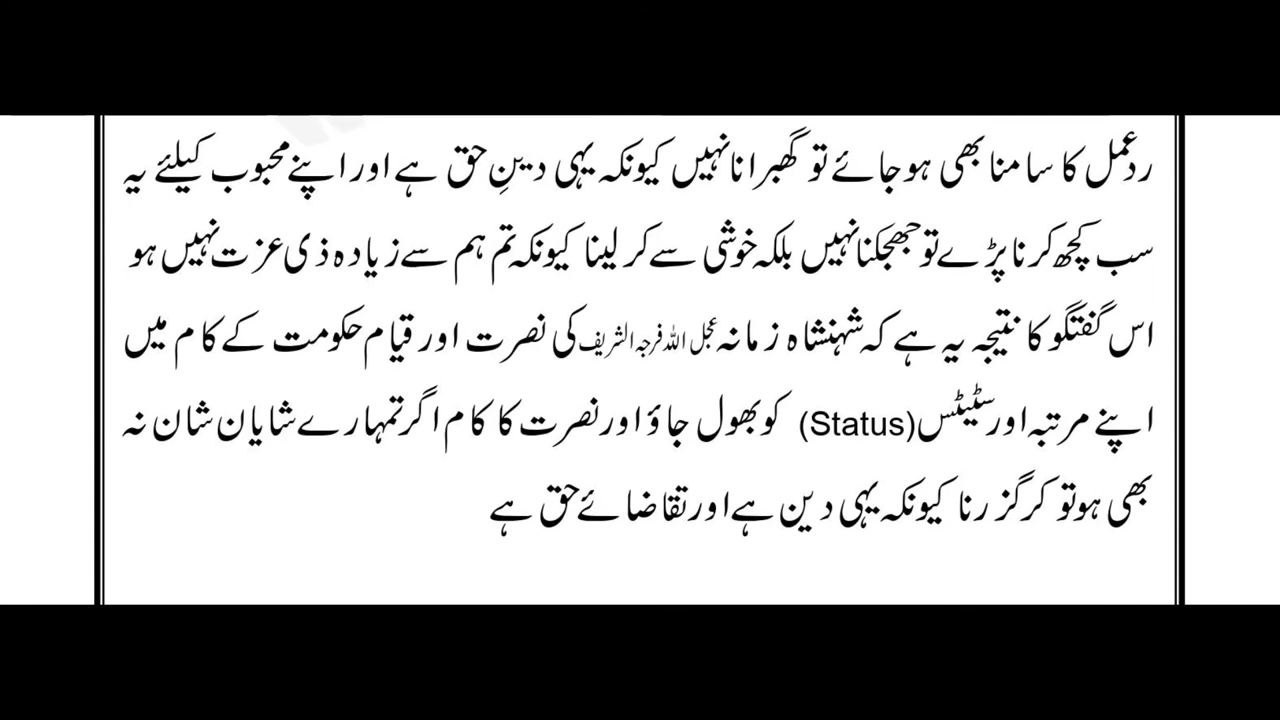 ردعمل کا سامنا بھی ہو جائے تو گھبرانا نہیں کیونکہ یہی دینِ حق ہے اور اپنے محبوب کیلئے یہ
سب کچھ کرنا پڑے تو جھجکنا نہیں بلکہ خوشی سے کر لینا کیونکہ تم ہم سے زیادہ ذی عزت نہیں ہو
اس گفتگو کا نتیجہ یہ ہے کہ شہنشاہ زمانہ عجل اللہ فرجہ الشریف کی نصرت اور قیام حکومت کے کام میں
اپنے مرتبہ اور سٹیٹس (Status) کو بھول جاؤ اور نصرت کا کام اگر تمہارے شایان شان نہ
بھی ہو تو کر گزرنا کیونکہ یہی دین ہے اور تقاضائے حق ہے